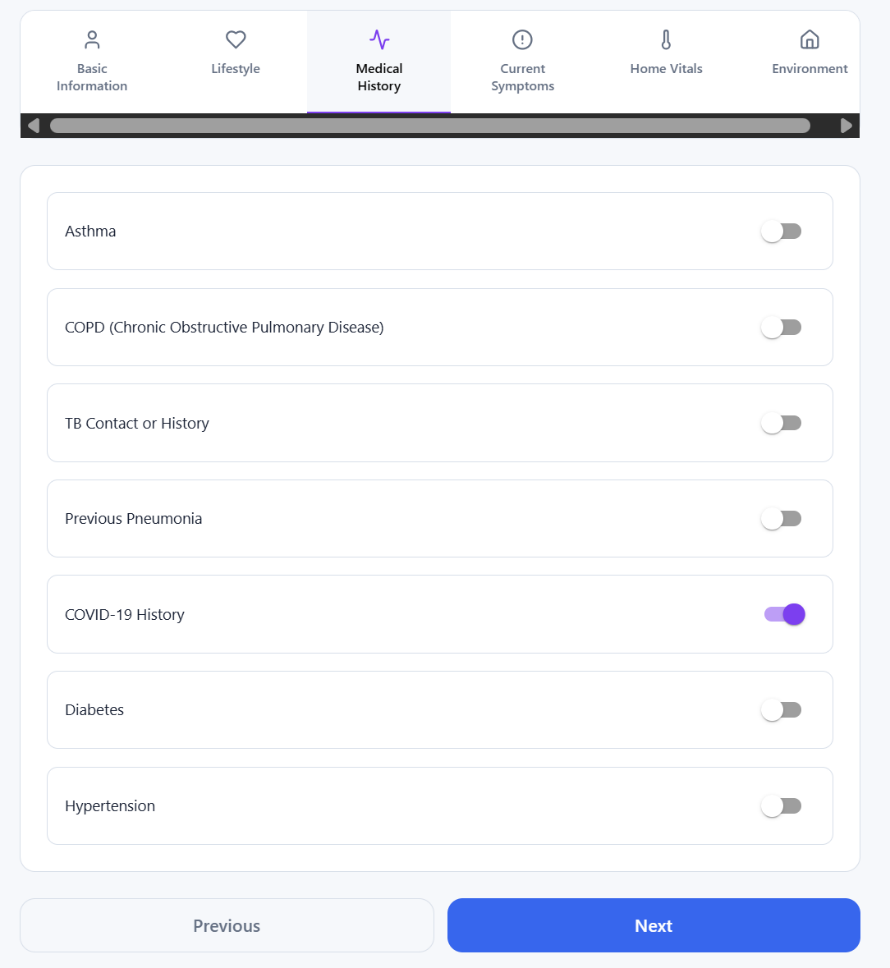 Basic
Information
Lifestyle
Medical
History
Current
Symptoms
Home Vitals
Environment
Asthma
COPD (Chronic Obstructive Pulmonary Disease)
TB Contact or History
Previous Pneumonia
COVID-19 History
Diabetes
Hypertension
Previous
Next